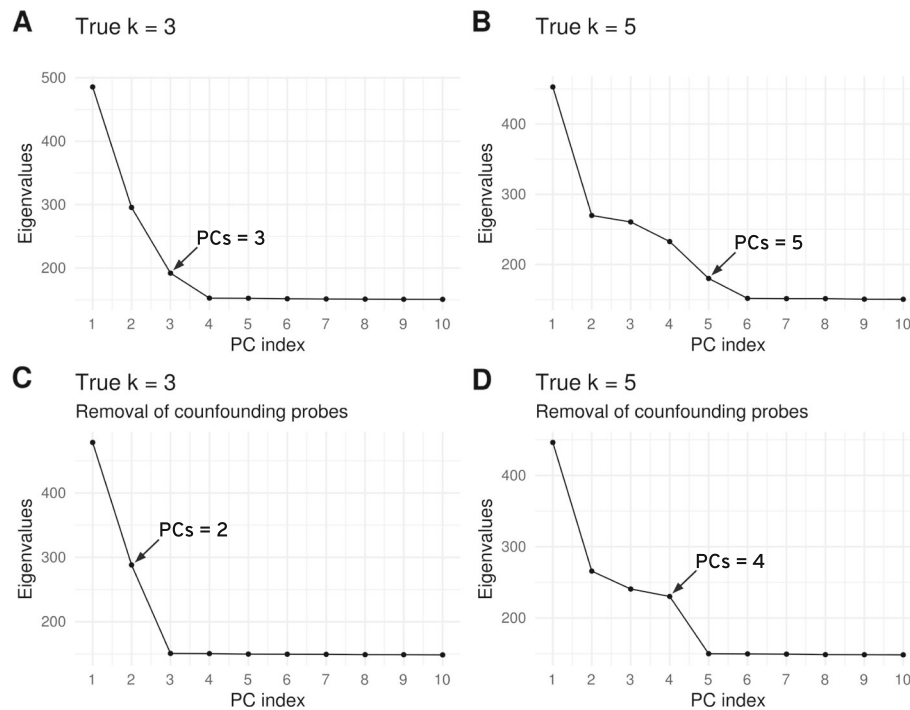 A
True k = 3
500
400
300
200
Eigenvalues
PCs = 3
1 2 3 4 5 6 7 8 9 10
PC index
B
True k = 5
400
300
200
Eigenvalues
PCs = 5
1 2 3 4 5 6 7 8 9 10
PC index
C
True k = 3
Removal of counfounding probes
400
300
200
Eigenvalues
PCs = 2
1 2 3 4 5 6 7 8 9 10
PC index
D
True k = 5
Removal of counfounding probes
400
300
200
Eigenvalues
PCs = 4
1 2 3 4 5 6 7 8 9 10
PC index